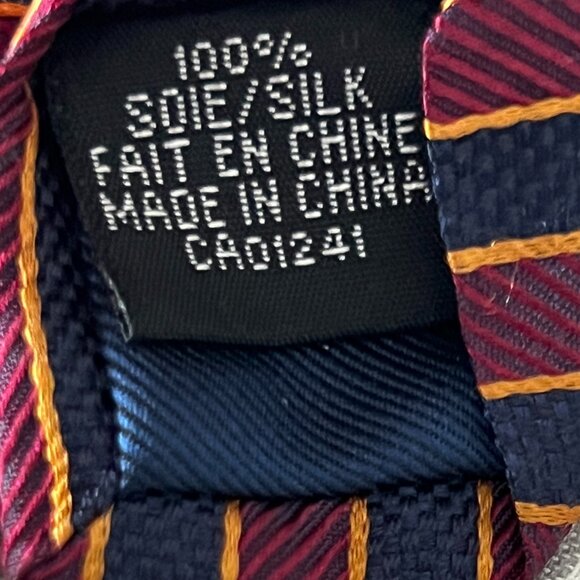 100%
SOIE/SILK
FAIT EN CHINE
MADE IN CHINA
CA01241